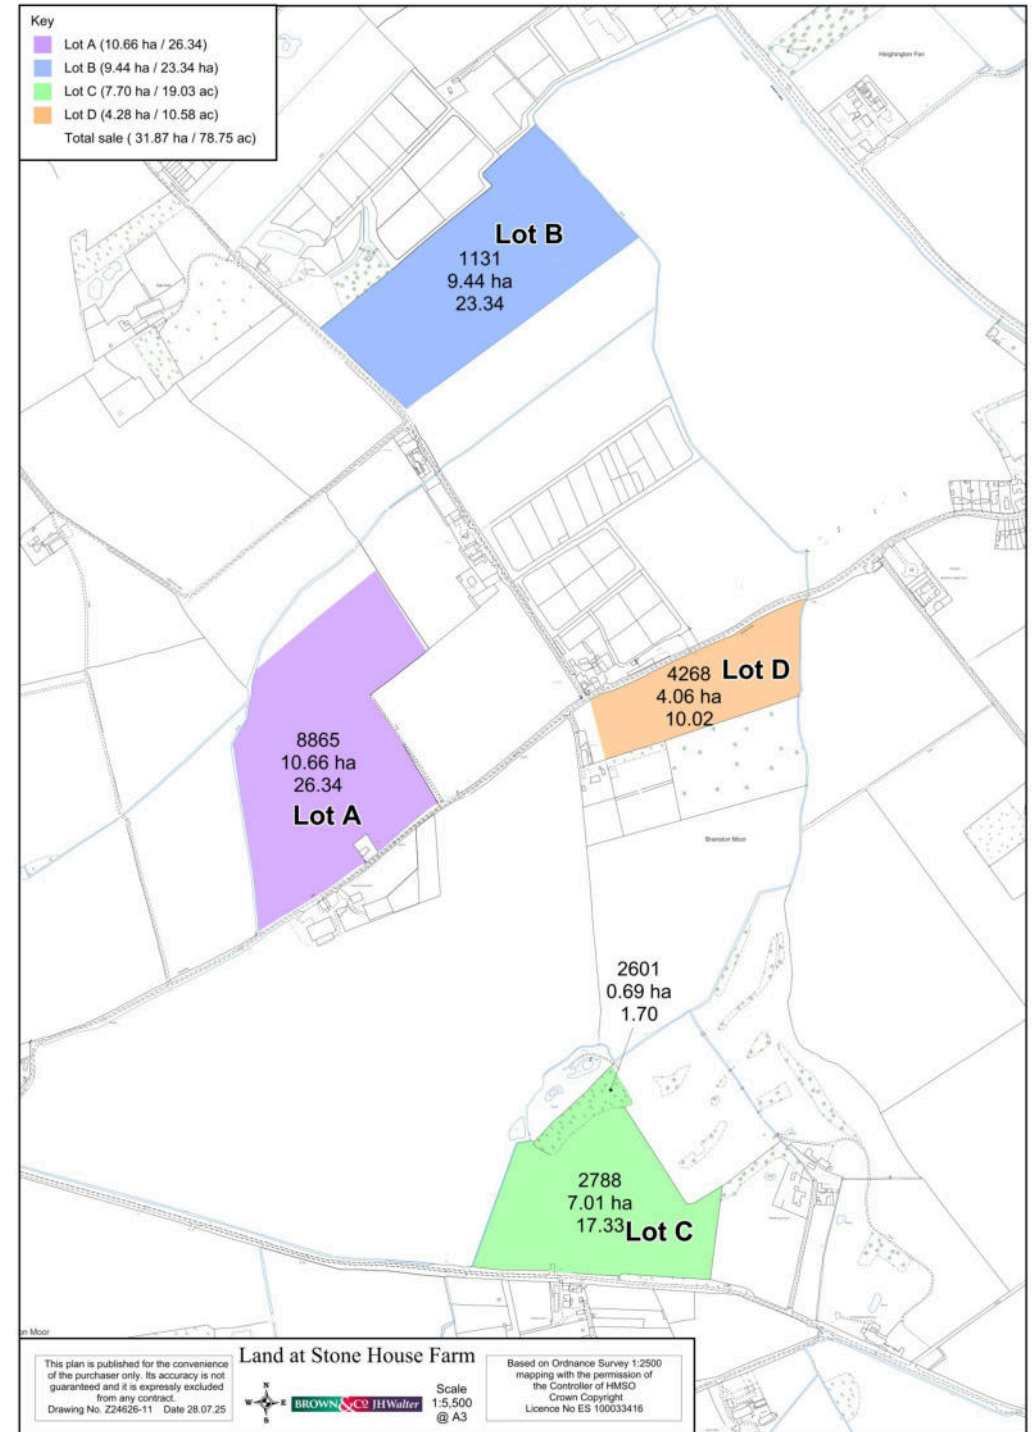 Key
Lot A (10.66 ha / 26.34)
Lot B (9.44 ha / 23.34 ha)
Lot C (7.70 ha / 19.03 ac)
Lot D (4.28 ha / 10.58 ac)
Total sale ( 31.87 ha / 78.75 ac)
Heighington Fen
Lot B
1131
9.44 ha
23.34
4268
Lot D
4.06 ha
10.02
8865
10.66 ha
26.34
Lot A
Branston Moor
2601
0.69 ha
1.70
2788
7.01 ha
17.33
Lot C
on Moor
This plan is published for the convenience
of the purchaser only. Its accuracy is not
guaranteed and it is expressly excluded
from any contract.
Drawing No. Z24626-11 Date 28.07.25
Land at Stone House Farm
N
W E
S
BROWN & CO JHWalter
Scale
1:5,500
@ A3
Based on Ordnance Survey 1:2500
mapping with the permission of
the Controller of HMSO
Crown Copyright
Licence No ES 100033416